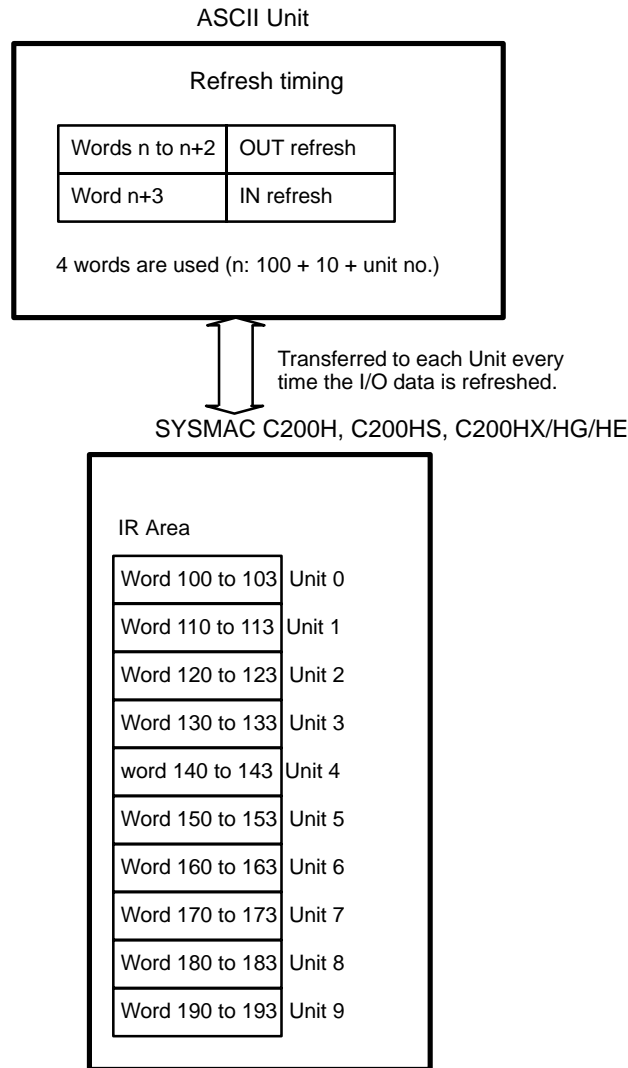 ASCII Unit
Refresh timing
Words n to n+2 OUT refresh
Word n+3 IN refresh
4 words are used (n: 100 + 10 + unit no.)
Transferred to each Unit every
time the I/O data is refreshed.
SYSMAC C200H, C200HS, C200HX/HG/HE
IR Area
Word 100 to 103 Unit 0
Word 110 to 113 Unit 1
Word 120 to 123 Unit 2
Word 130 to 133 Unit 3
word 140 to 143 Unit 4
Word 150 to 153 Unit 5
Word 160 to 163 Unit 6
Word 170 to 173 Unit 7
Word 180 to 183 Unit 8
Word 190 to 193 Unit 9